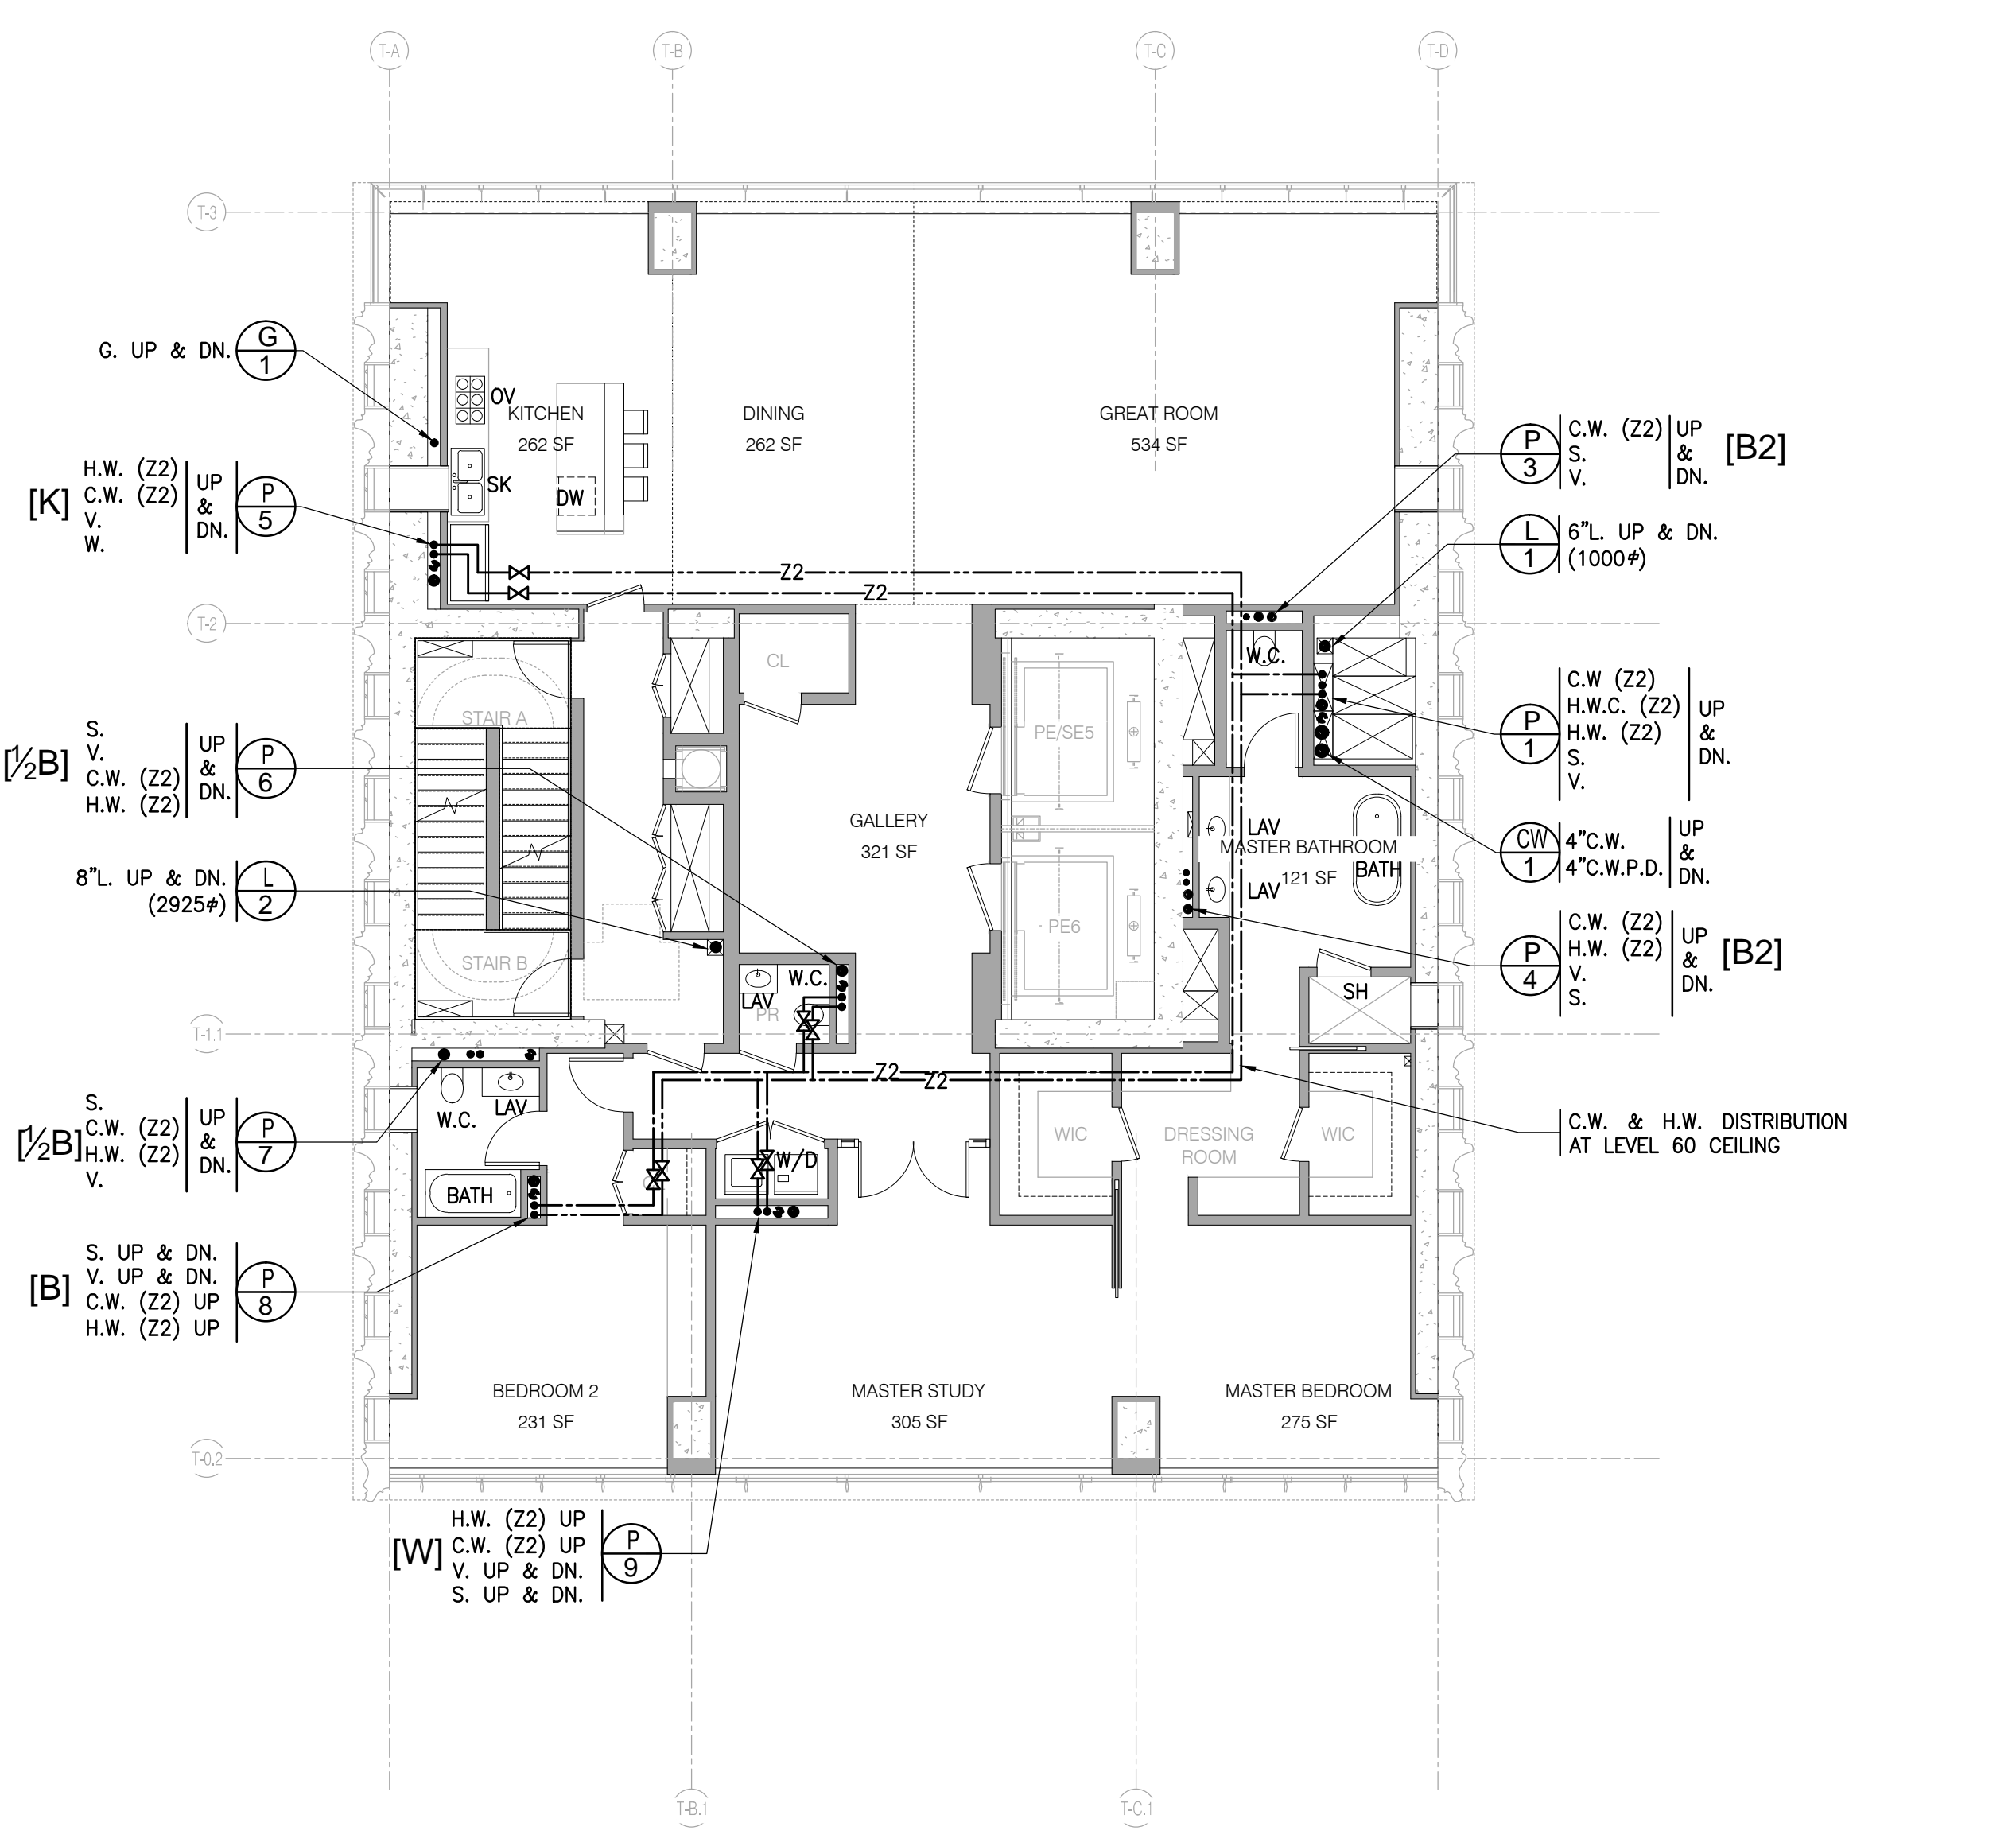 T-A
T-B
T-C
T-D
T-3
G. UP & DN.
G
1
OV
KITCHEN
262 SF
DINING
262 SF
GREAT ROOM
534 SF
P
3
C.W. (Z2)
S.
V.
UP
&
DN.
[B2]
[K]
H.W. (Z2)
C.W. (Z2)
V.
W.
UP
&
DN.
P
5
SK
DW
L
1
6"L. UP & DN.
(1000#)
Z2
Z2
T-2
CL
W.C.
P
1
C.W (Z2)
H.W.C. (Z2)
H.W. (Z2)
S.
V.
UP
&
DN.
STAIR A
PE/SE5
[½B]
S.
V.
C.W. (Z2)
H.W. (Z2)
UP
&
DN.
P
6
GALLERY
321 SF
LAV
MASTER BATHROOM
121 SF
BATH
LAV
CW
1
4"C.W.
4"C.W.P.D.
UP
&
DN.
8"L. UP & DN.
(2925#)
L
2
PE6
P
4
C.W. (Z2)
H.W. (Z2)
V.
S.
UP
&
DN.
[B2]
STAIR B
W.C.
LAV
PR
SH
T-1.1
Z2
Z2
[½B]
S.
C.W. (Z2)
H.W. (Z2)
V.
UP
&
DN.
P
7
W.C.
LAV
W/D
WIC
DRESSING
ROOM
WIC
C.W. & H.W. DISTRIBUTION
AT LEVEL 60 CEILING
BATH
[B]
S. UP & DN.
V. UP & DN.
C.W. (Z2) UP
H.W. (Z2) UP
P
8
BEDROOM 2
231 SF
MASTER STUDY
305 SF
MASTER BEDROOM
275 SF
T-0.2
[W]
H.W. (Z2) UP
C.W. (Z2) UP
V. UP & DN.
S. UP & DN.
P
9
T-B.1
T-C.1